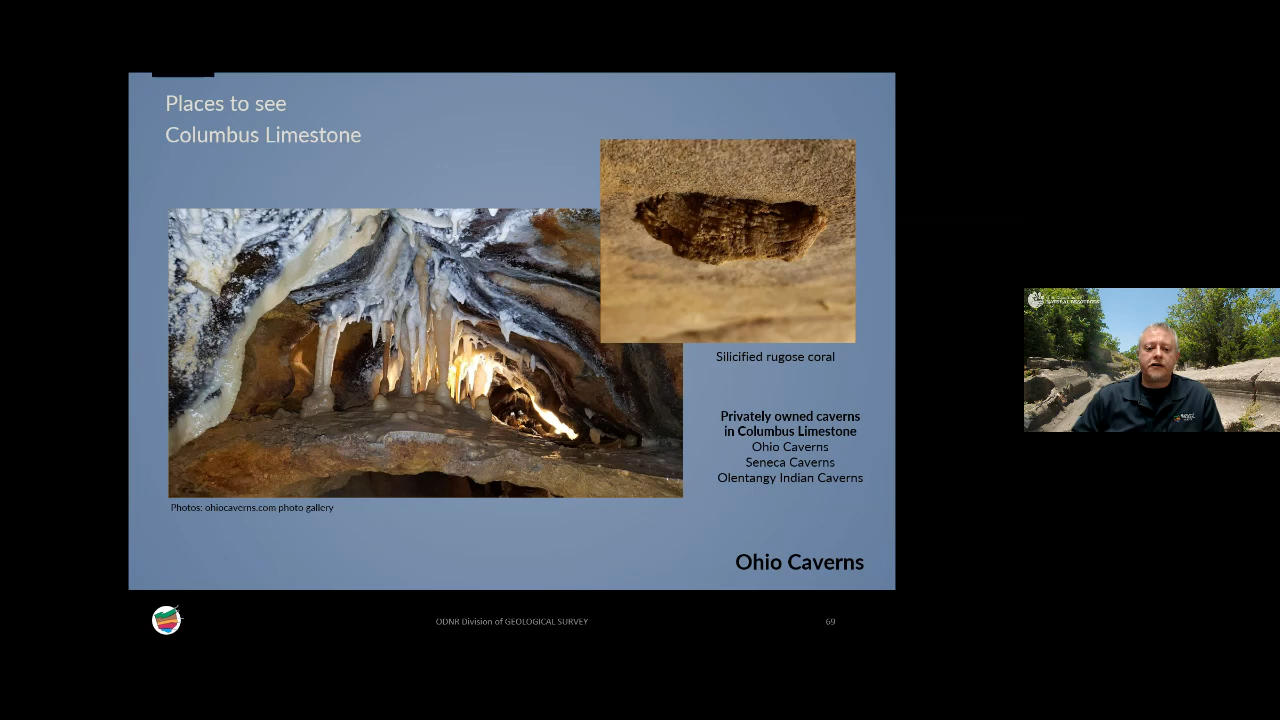 Places to see
Columbus Limestone
Silicified rugose coral
Privately owned caverns
in Columbus Limestone
Ohio Caverns
Seneca Caverns
Olentangy Indian Caverns
Photos: ohiocaverns.com photo gallery
Ohio Caverns
ODNR Division of GEOLOGICAL SURVEY
69